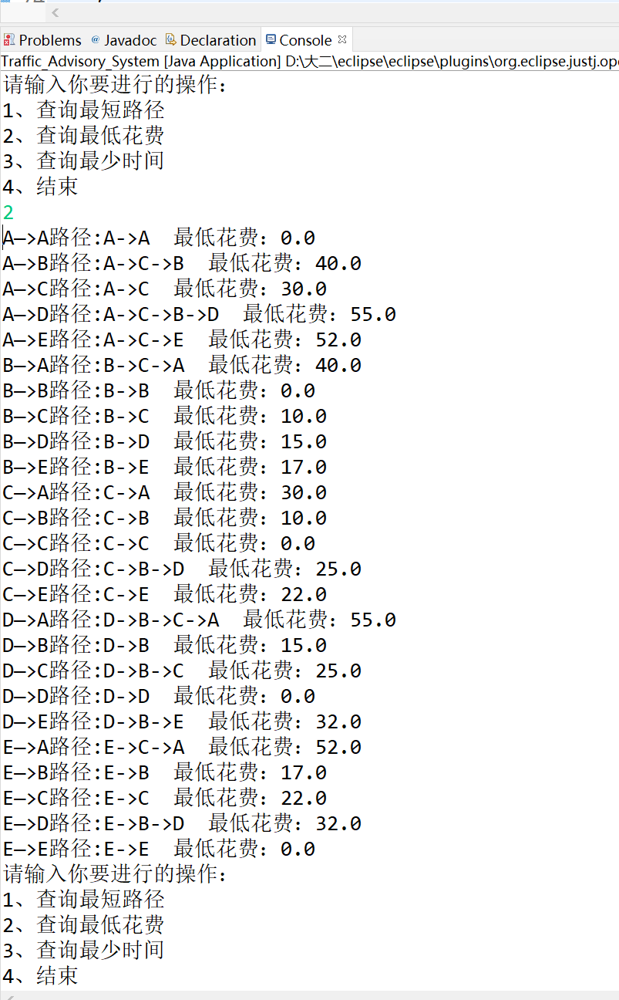 Problems @ Javadoc Declaration Console
Traffic_Advisory_System [Java Application] D:\大二\eclipse\eclipse\plugins\org.eclipse.justj.ope
请输入你要进行的操作：
1、查询最短路径
2、查询最低花费
3、查询最少时间
4、结束
2
A—>A路径:A->A  最低花费：0.0
A—>B路径:A->C->B  最低花费：40.0
A—>C路径:A->C  最低花费：30.0
A—>D路径:A->C->B->D  最低花费：55.0
A—>E路径:A->C->E  最低花费：52.0
B—>A路径:B->C->A  最低花费：40.0
B—>B路径:B->B  最低花费：0.0
B—>C路径:B->C  最低花费：10.0
B—>D路径:B->D  最低花费：15.0
B—>E路径:B->E  最低花费：17.0
C—>A路径:C->A  最低花费：30.0
C—>B路径:C->B  最低花费：10.0
C—>C路径:C->C  最低花费：0.0
C—>D路径:C->B->D  最低花费：25.0
C—>E路径:C->E  最低花费：22.0
D—>A路径:D->B->C->A  最低花费：55.0
D—>B路径:D->B  最低花费：15.0
D—>C路径:D->B->C  最低花费：25.0
D—>D路径:D->D  最低花费：0.0
D—>E路径:D->B->E  最低花费：32.0
E—>A路径:E->C->A  最低花费：52.0
E—>B路径:E->B  最低花费：17.0
E—>C路径:E->C  最低花费：22.0
E—>D路径:E->B->D  最低花费：32.0
E—>E路径:E->E  最低花费：0.0
请输入你要进行的操作：
1、查询最短路径
2、查询最低花费
3、查询最少时间
4、结束